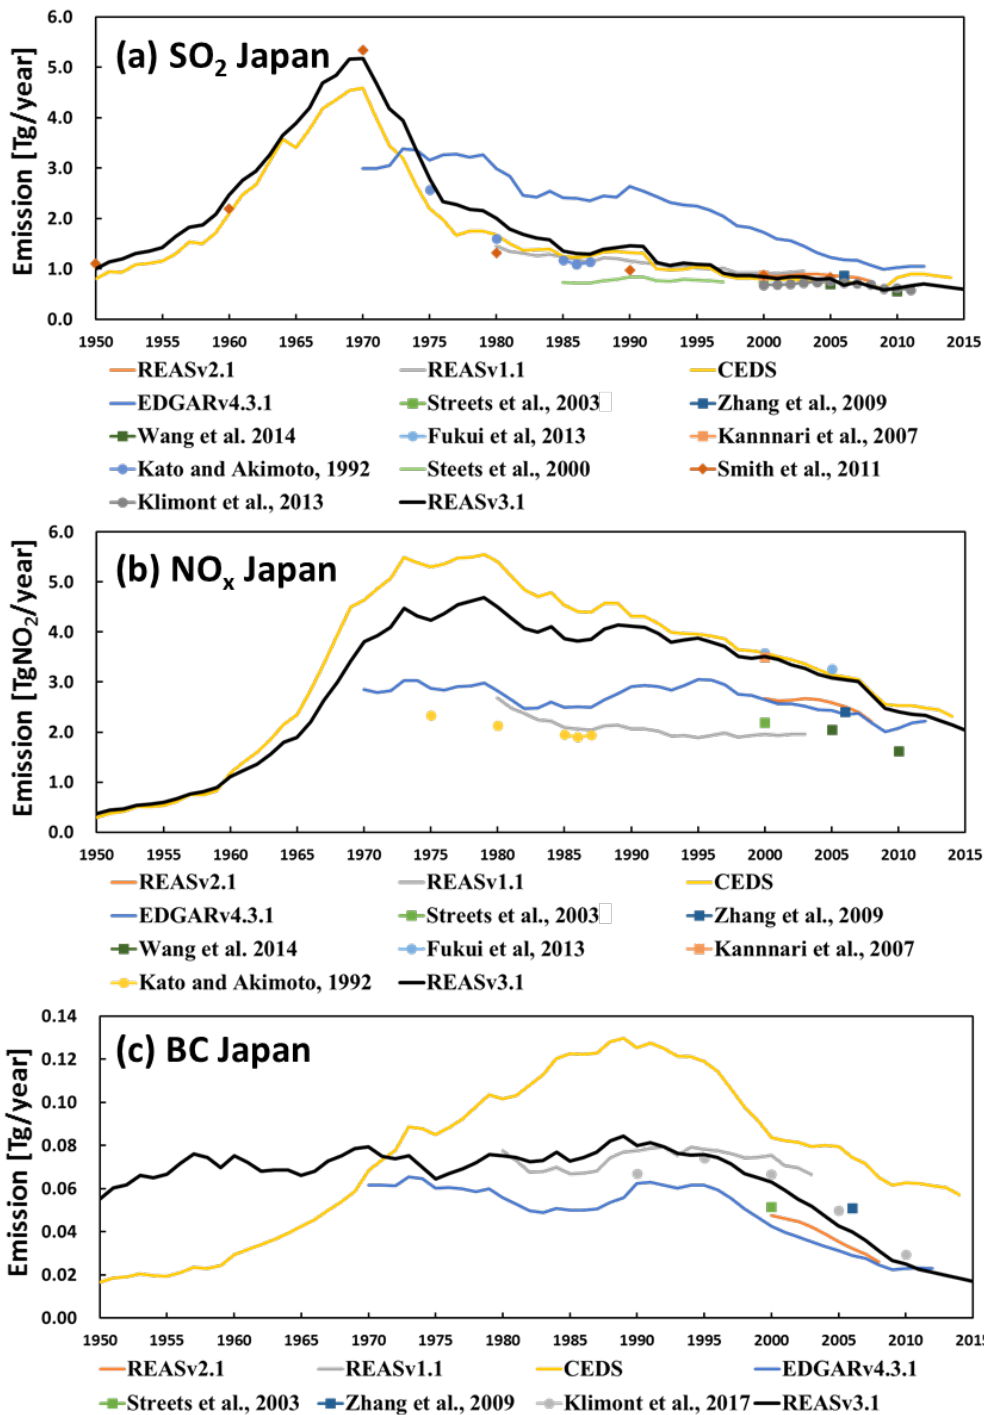 (a) SO2 Japan
Emission [Tg/year]
6.0
5.0
4.0
3.0
2.0
1.0
0.0
1950 1955 1960 1965 1970 1975 1980 1985 1990 1995 2000 2005 2010 2015
REASv2.1 REASv1.1 CEDS
EDGARv4.3.1 Streets et al., 2003 Zhang et al., 2009
Wang et al. 2014 Fukui et al, 2013 Kannnari et al., 2007
Kato and Akimoto, 1992 Steets et al., 2000 Smith et al., 2011
Klimont et al., 2013 REASv3.1
(b) NOx Japan
Emission [TgNO2/year]
6.0
5.0
4.0
3.0
2.0
1.0
0.0
1950 1955 1960 1965 1970 1975 1980 1985 1990 1995 2000 2005 2010 2015
REASv2.1 REASv1.1 CEDS
EDGARv4.3.1 Streets et al., 2003 Zhang et al., 2009
Wang et al. 2014 Fukui et al, 2013 Kannnari et al., 2007
Kato and Akimoto, 1992 REASv3.1
(c) BC Japan
Emission [Tg/year]
0.14
0.12
0.10
0.08
0.06
0.04
0.02
0.00
1950 1955 1960 1965 1970 1975 1980 1985 1990 1995 2000 2005 2010 2015
REASv2.1 REASv1.1 CEDS EDGARv4.3.1
Streets et al., 2003 Zhang et al., 2009 Klimont et al., 2017 REASv3.1